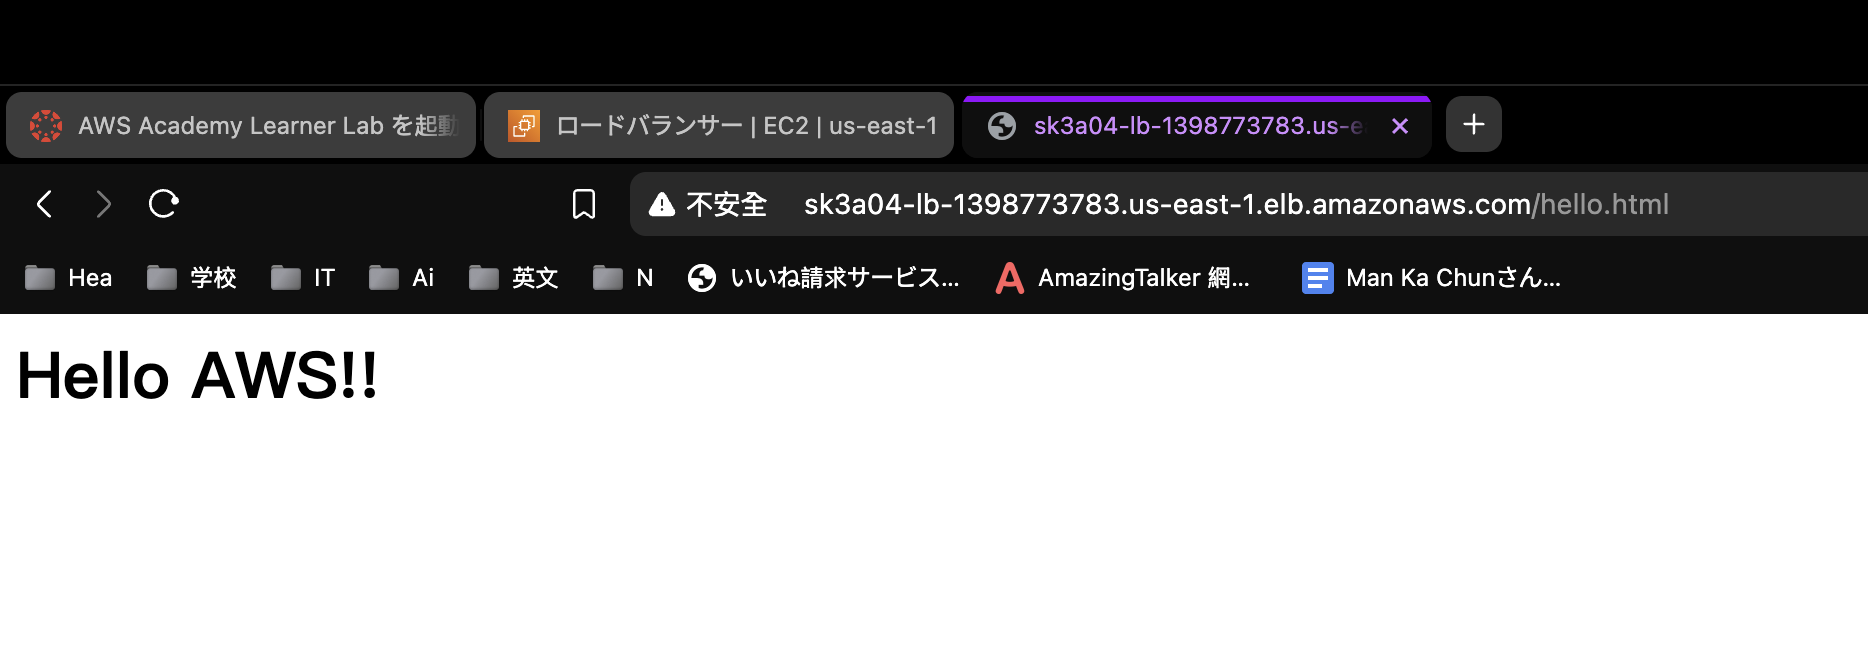 AWS Academy Learner Lab を起動
ロードバランサー | EC2 | us-east-1
sk3a04-lb-1398773783.us-e
不安全 sk3a04-lb-1398773783.us-east-1.elb.amazonaws.com/hello.html
Hea 学校 IT Ai 英文 N いいね請求サービス... AmazingTalker 網... Man Ka Chunさん...
Hello AWS!!